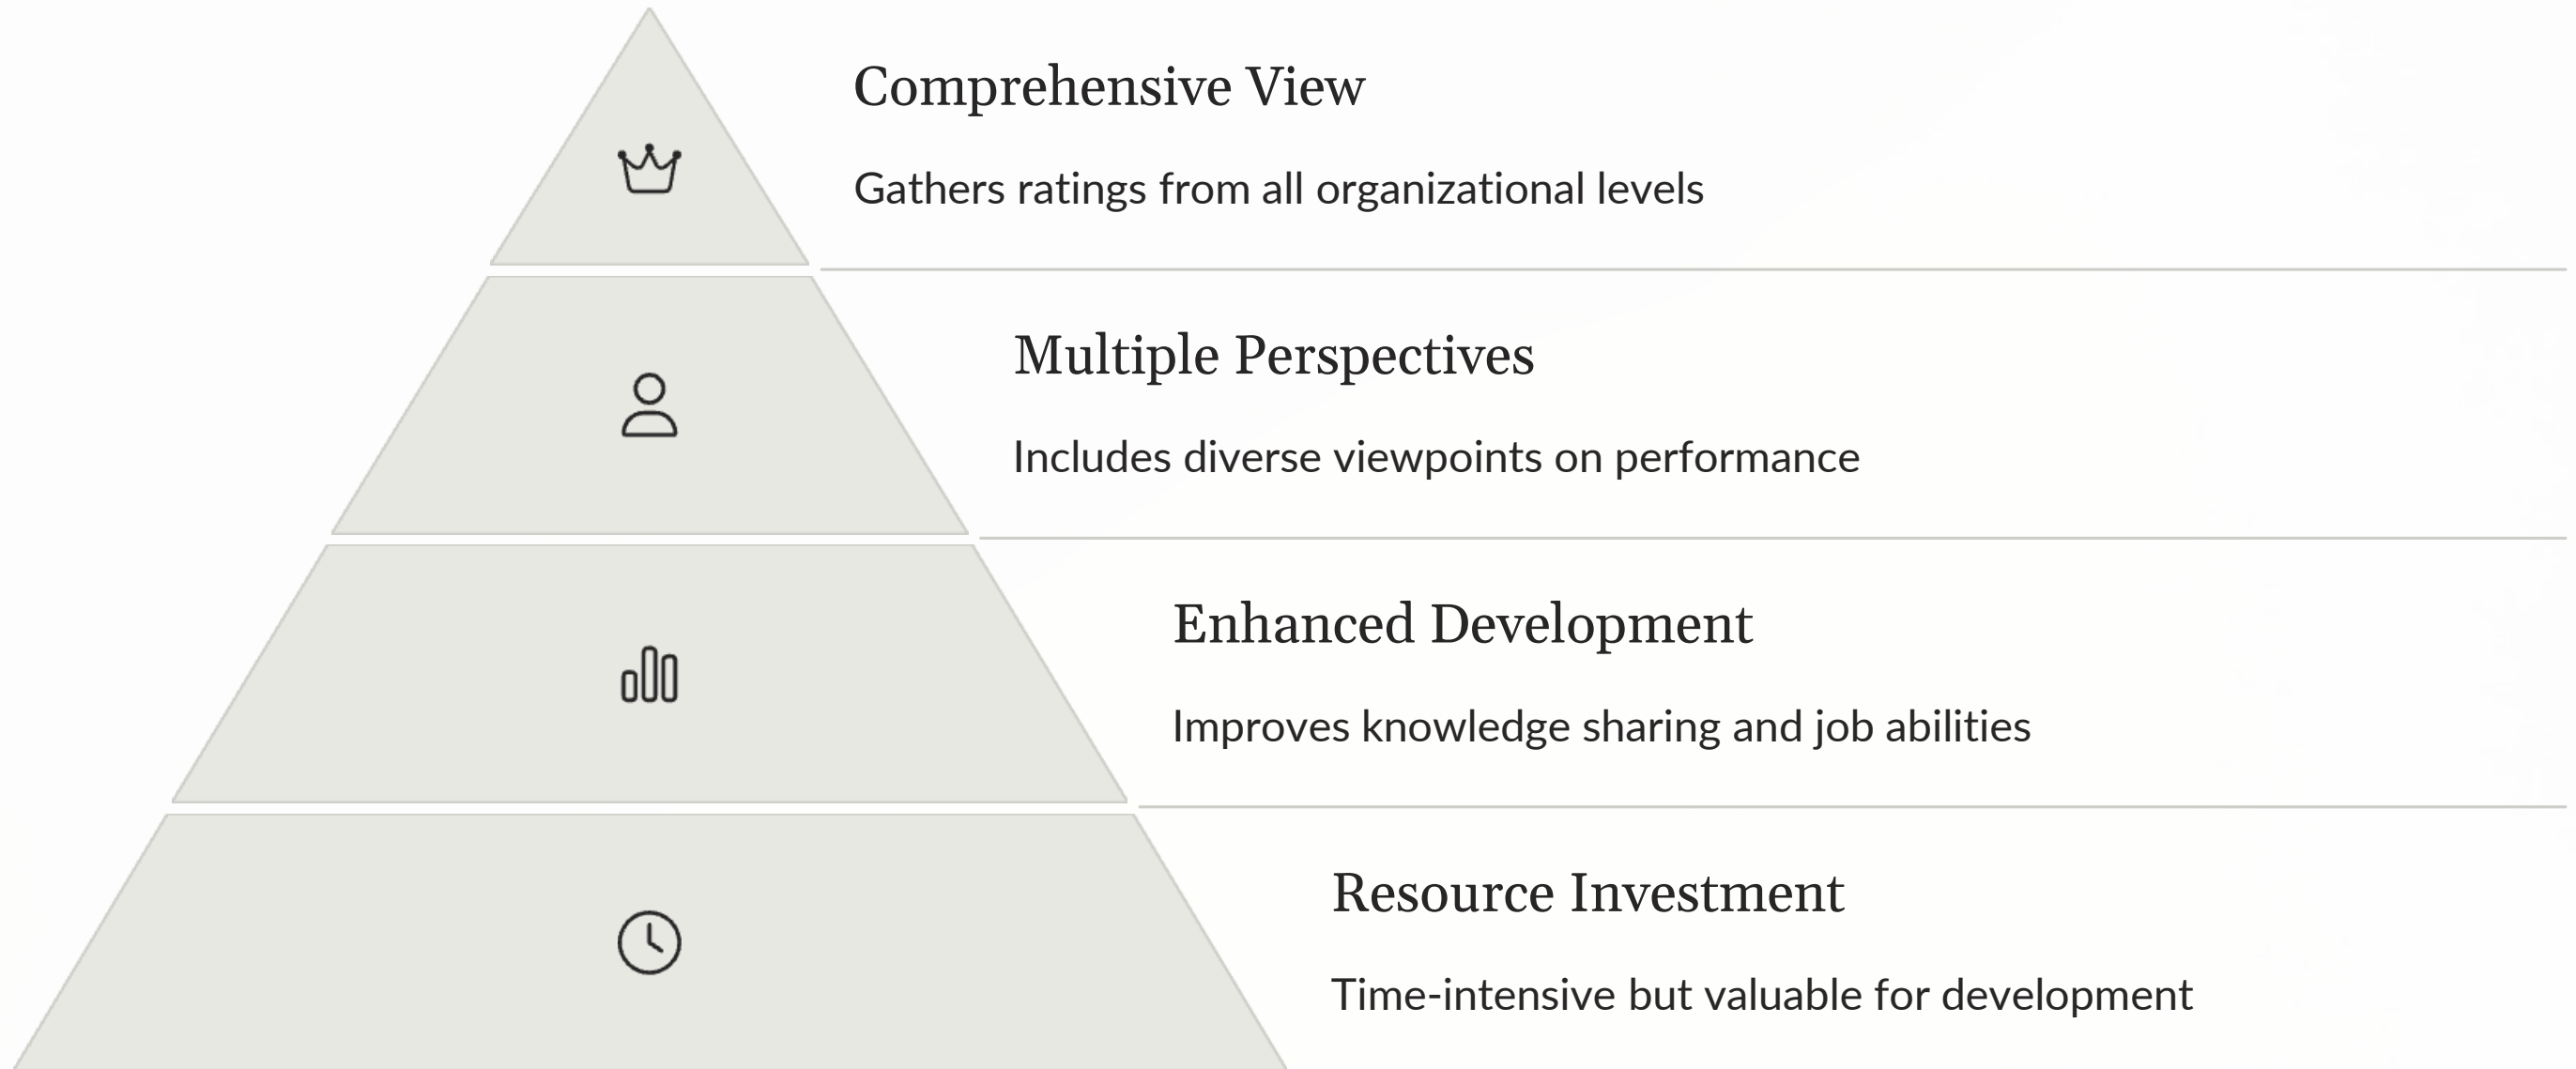 Comprehensive View
Gathers ratings from all organizational levels
Multiple Perspectives
Includes diverse viewpoints on performance
Enhanced Development
Improves knowledge sharing and job abilities
Resource Investment
Time-intensive but valuable for development